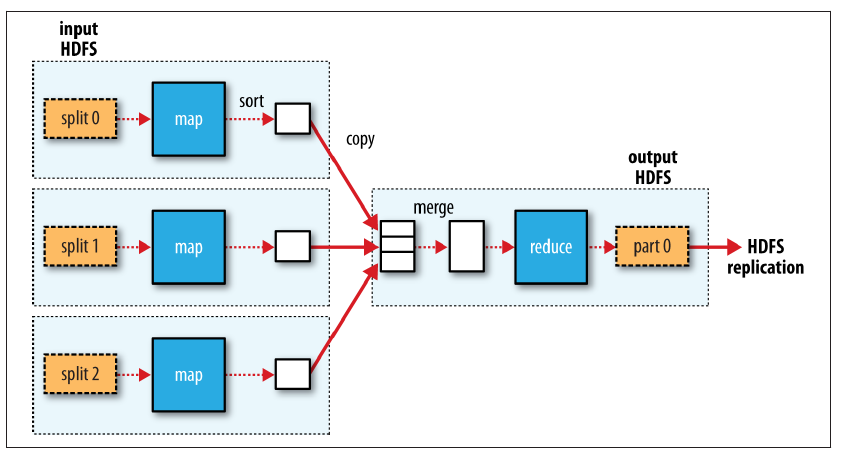 input
HDFS
split 0
map
sort
copy
split 1
map
split 2
map
merge
reduce
output
HDFS
part 0
HDFS
replication